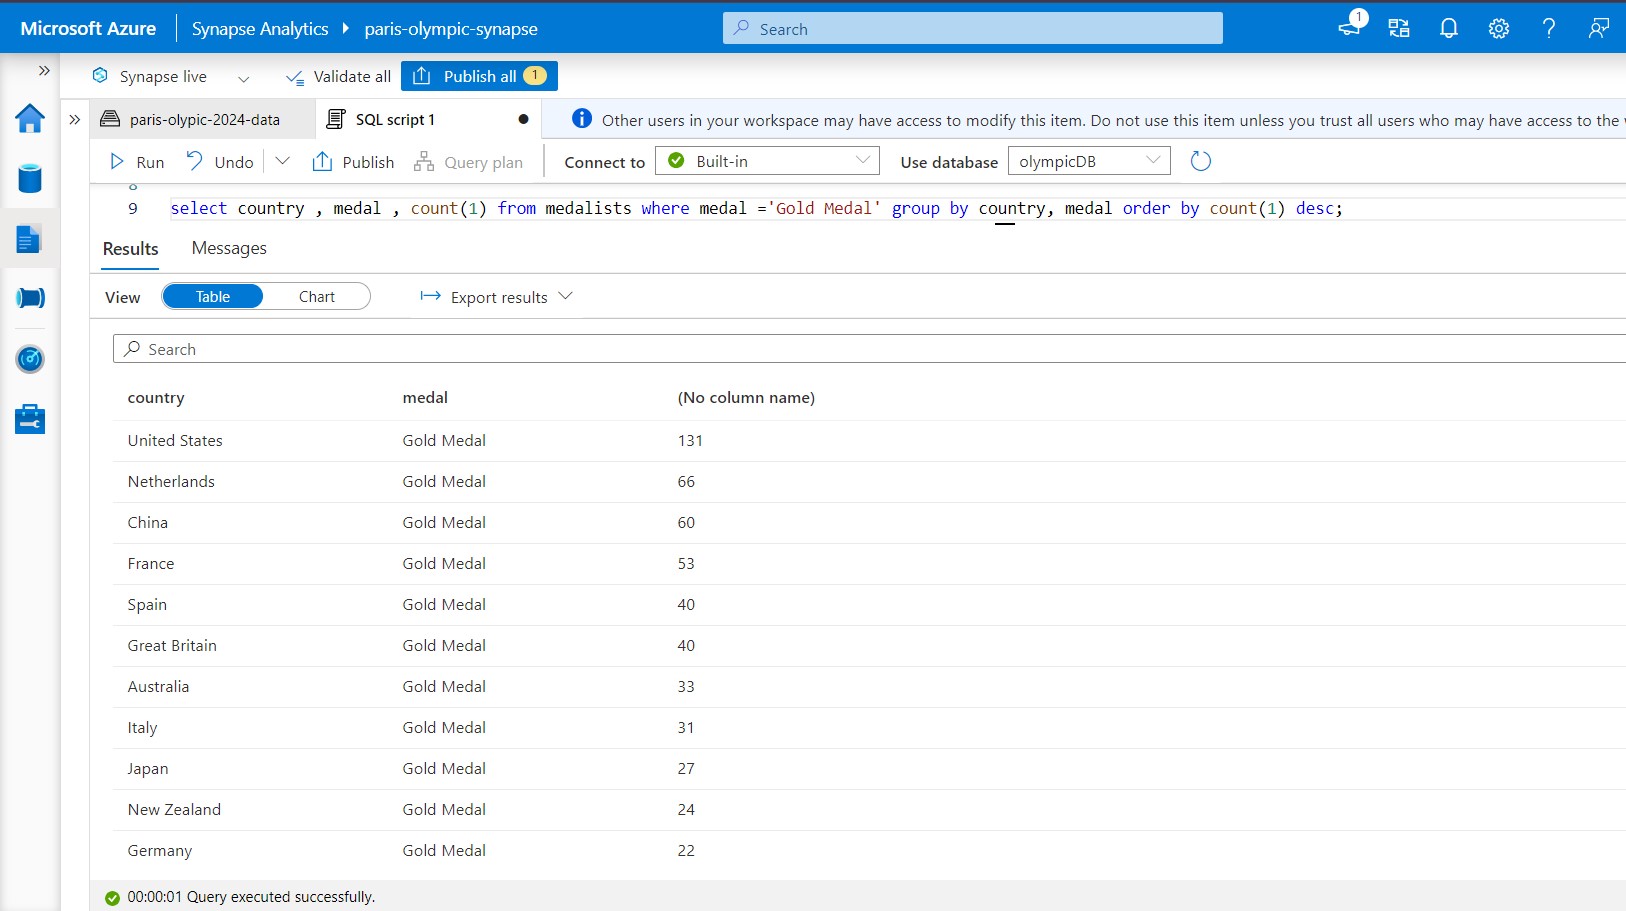 Microsoft Azure Synapse Analytics paris-olympic-synapse Search 1
Synapse live Validate all Publish all 1
paris-olypic-2024-data SQL script 1 Other users in your workspace may have access to modify this item. Do not use this item unless you trust all users who may have access to the
Run Undo Publish Query plan Connect to Built-in Use database olympicDB
8
9 select country , medal , count(1) from medalists where medal ='Gold Medal' group by country, medal order by count(1) desc;
Results Messages
View Table Chart Export results
Search
country medal (No column name)
United States Gold Medal 131
Netherlands Gold Medal 66
China Gold Medal 60
France Gold Medal 53
Spain Gold Medal 40
Great Britain Gold Medal 40
Australia Gold Medal 33
Italy Gold Medal 31
Japan Gold Medal 27
New Zealand Gold Medal 24
Germany Gold Medal 22
00:00:01 Query executed successfully.